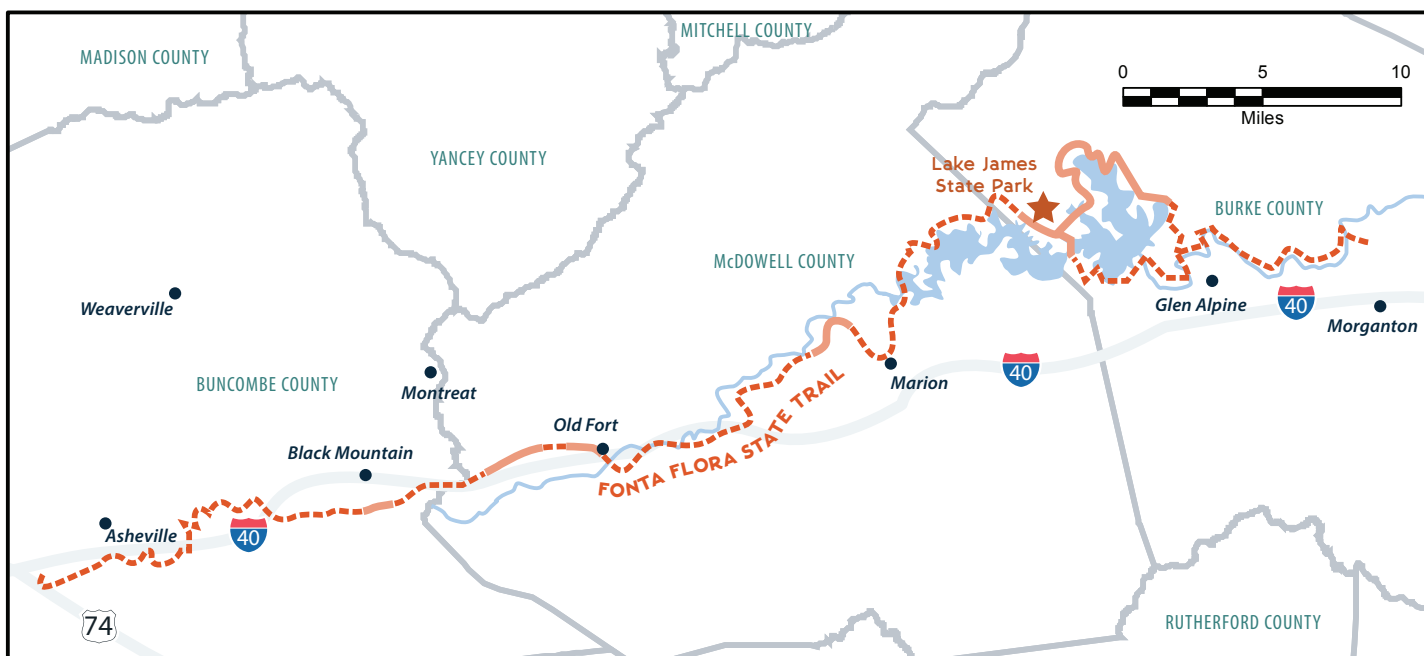 MITCHELL COUNTY
MADISON COUNTY
0 5 10
Miles
YANCEY COUNTY
Lake James
State Park
BURKE COUNTY
McDOWELL COUNTY
Weaverville
Glen Alpine
40
Morganton
BUNCOMBE COUNTY
Montreat
Marion
40
Old Fort
Black Mountain
FONTA FLORA STATE TRAIL
Asheville
40
74
RUTHERFORD COUNTY